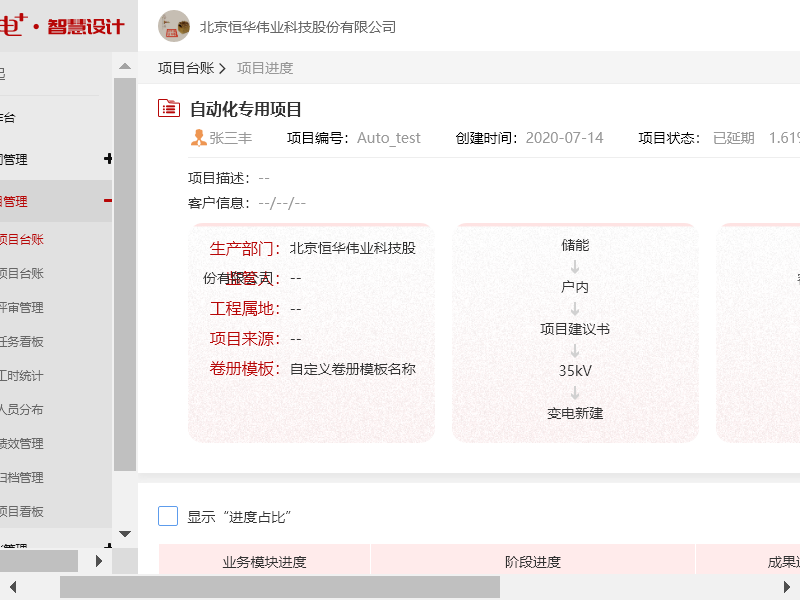 电+·智慧设计
北京恒华伟业科技股份有限公司
起
项目台账 > 项目进度
作台
自动化专用项目
张三丰 项目编号：Auto_test 创建时间：2020-07-14 项目状态：已延期 1.61%
管理
目管理
项目描述：--
客户信息：--/--/--
项目台账
项目台账
评审管理
任务看板
工时统计
人员分布
绩效管理
归档管理
项目看板
管理
生产部门：北京恒华伟业科技股
份有限公司
--
工程属地：--
项目来源：--
卷册模板：自定义卷册模板名称
储能
户内
项目建议书
35kV
变电新建
显示“进度占比”
业务模块进度 阶段进度 成果